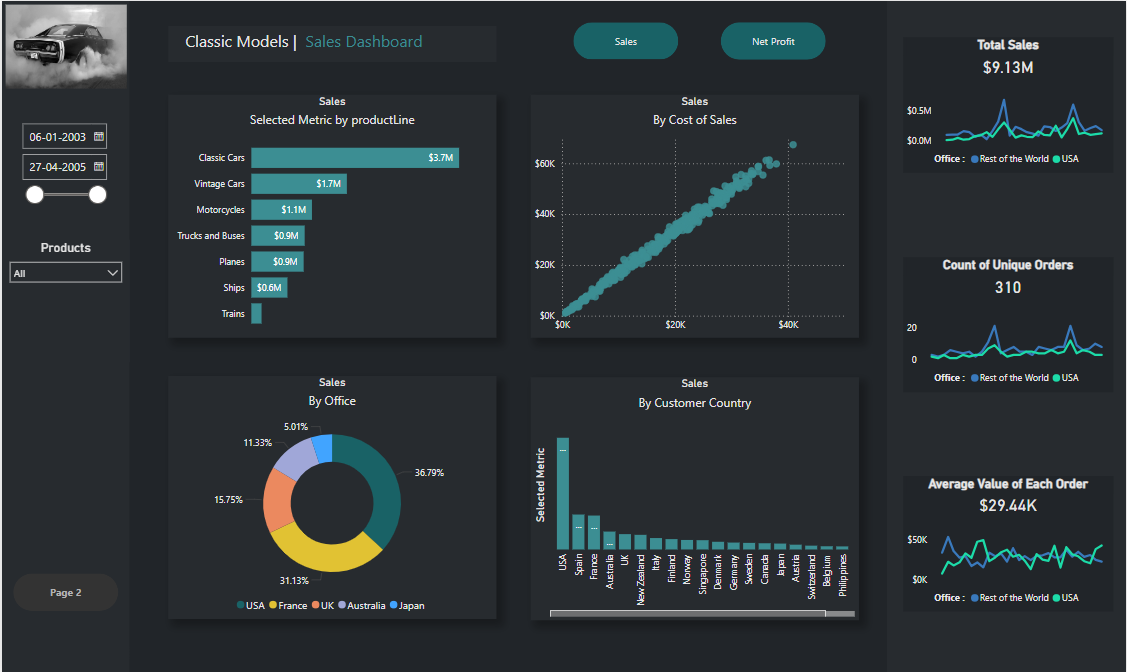 Classic Models | Sales Dashboard
Sales
Net Profit
06-01-2003
27-04-2005
Products
All
Page 2
Sales
Selected Metric by productLine
Classic Cars $3.7M
Vintage Cars $1.7M
Motorcycles $1.1M
Trucks and Buses $0.9M
Planes $0.9M
Ships $0.6M
Trains
Sales
By Cost of Sales
$60K
$40K
$20K
$0K
$0K $20K $40K
Sales
By Office
5.01%
11.33%
36.79%
15.75%
31.13%
USA France UK Australia Japan
Sales
By Customer Country
Selected Metric
USA
Spain
France
Australia
UK
New Zealand
Italy
Finland
Norway
Singapore
Denmark
Germany
Sweden
Canada
Japan
Austria
Switzerland
Belgium
Philippines
Total Sales
$9.13M
$0.5M
$0.0M
Office : Rest of the World USA
Count of Unique Orders
310
20
0
Office : Rest of the World USA
Average Value of Each Order
$29.44K
$50K
$0K
Office : Rest of the World USA